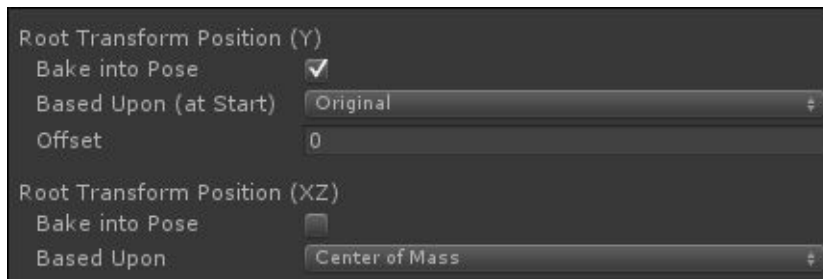 Root Transform Position (Y)
Bake into Pose
Based Upon (at Start) Original
Offset 0
Root Transform Position (XZ)
Bake into Pose
Based Upon Center of Mass